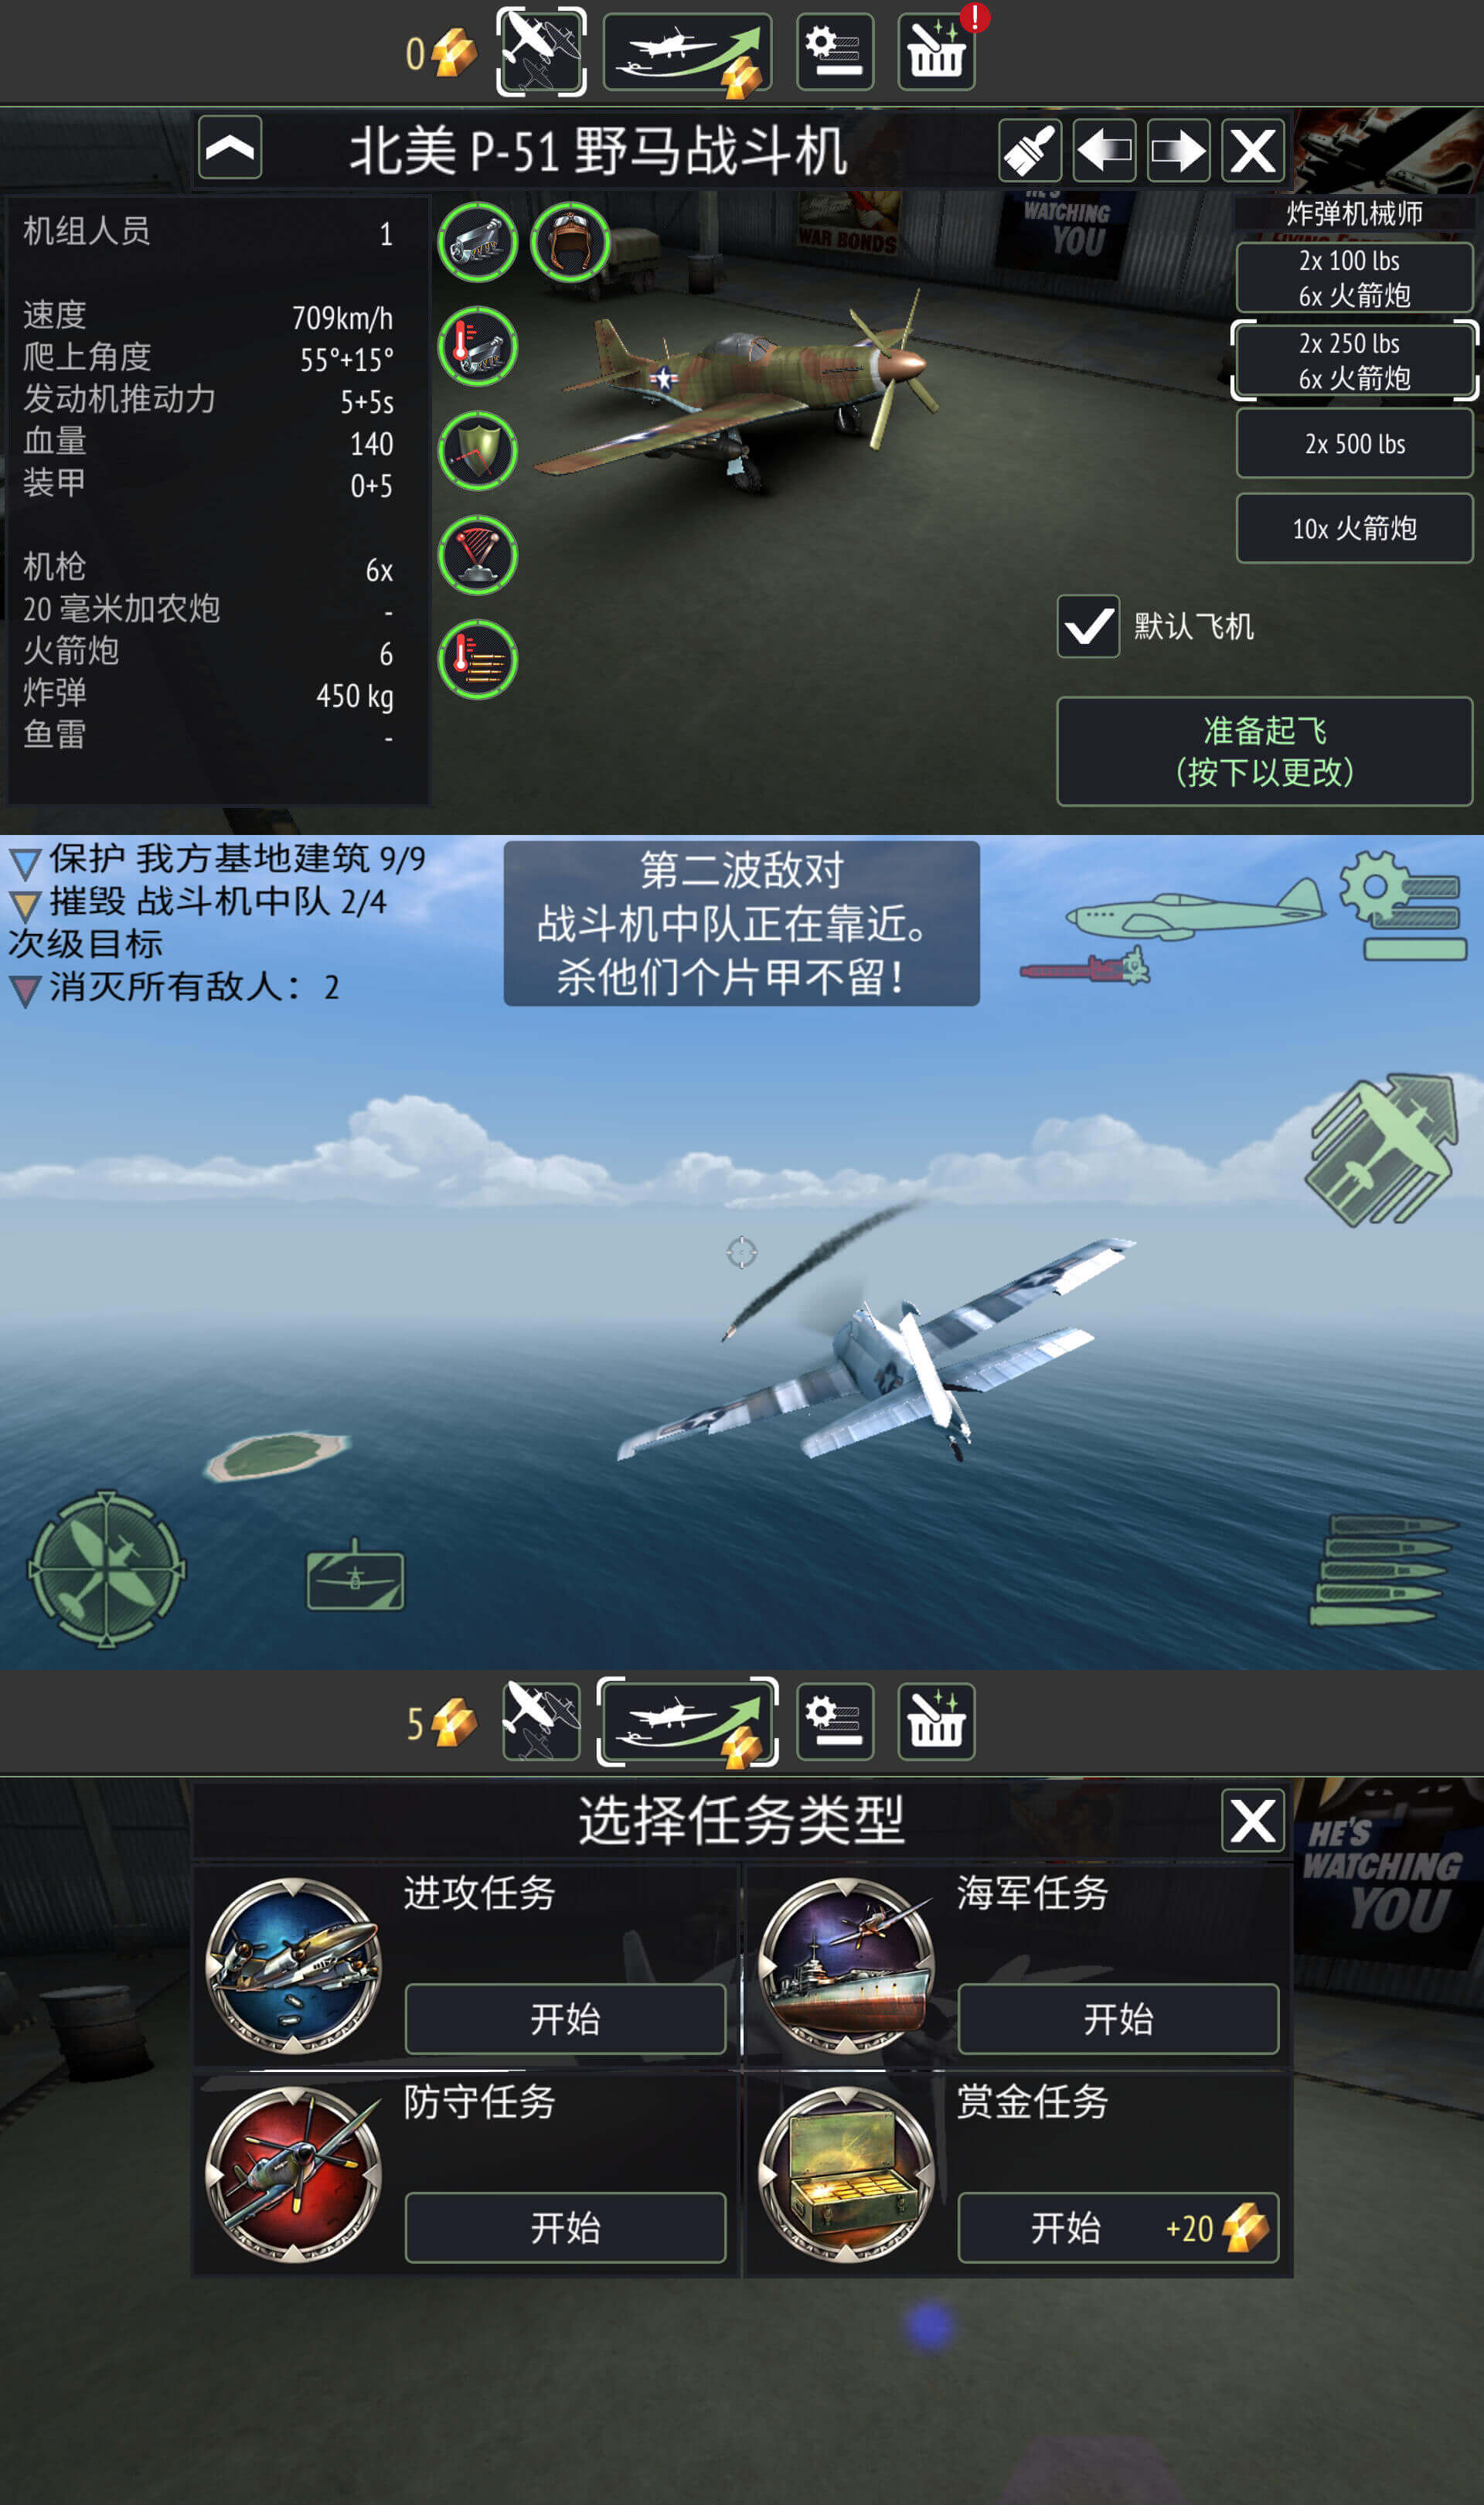 0
!
北美 P-51 野马战斗机
HE'S
WATCHING
YOU
WAR BONDS
机组人员 1
速度 709km/h
爬上角度 55°+15°
发动机推动力 5+5s
血量 140
装甲 0+5
机枪 6x
20 毫米加农炮 -
火箭炮 6
炸弹 450 kg
鱼雷 -
炸弹机械师
2x 100 lbs
6x 火箭炮
2x 250 lbs
6x 火箭炮
2x 500 lbs
10x 火箭炮
默认飞机
准备起飞
(按下以更改)
保护 我方基地建筑 9/9
摧毁 战斗机中队 2/4
次级目标
消灭所有敌人：2
第二波敌对
战斗机中队正在靠近。
杀他们个片甲不留！
5
选择任务类型
HE'S
WATCHING
YOU
进攻任务
开始
海军任务
开始
防守任务
开始
赏金任务
开始 +20